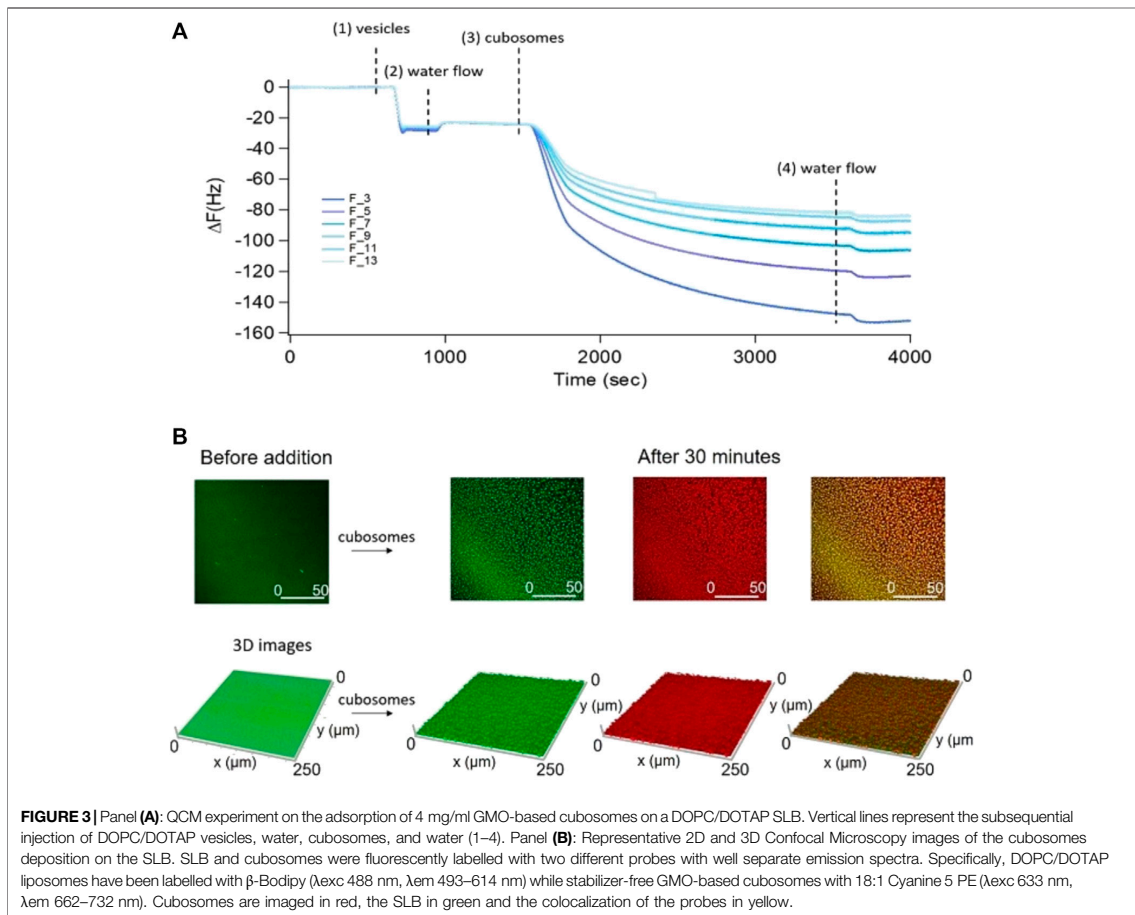 A
(1) vesicles
(3) cubosomes
(2) water flow
(4) water flow
0
-20
-40
-60
-80
-100
-120
-140
-160
ΔF(Hz)
F_3
F_5
F_7
F_9
F_11
F_13
0
1000
2000
3000
4000
Time (sec)
B
Before addition
After 30 minutes
cubosomes
0 50
0 50
0 50
0 50
3D images
cubosomes
0
y (µm)
0
x (µm)
250
0
y (µm)
0
x (µm)
250
0
y (µm)
0
x (µm)
250
0
y (µm)
0
x (µm)
250
FIGURE 3 | Panel (A): QCM experiment on the adsorption of 4 mg/ml GMO-based cubosomes on a DOPC/DOTAP SLB. Vertical lines represent the subsequential
injection of DOPC/DOTAP vesicles, water, cubosomes, and water (1–4). Panel (B): Representative 2D and 3D Confocal Microscopy images of the cubosomes
deposition on the SLB. SLB and cubosomes were fluorescently labelled with two different probes with well separate emission spectra. Specifically, DOPC/DOTAP
liposomes have been labelled with β-Bodipy (λexc 488 nm, λem 493–614 nm) while stabilizer-free GMO-based cubosomes with 18:1 Cyanine 5 PE (λexc 633 nm,
λem 662–732 nm). Cubosomes are imaged in red, the SLB in green and the colocalization of the probes in yellow.